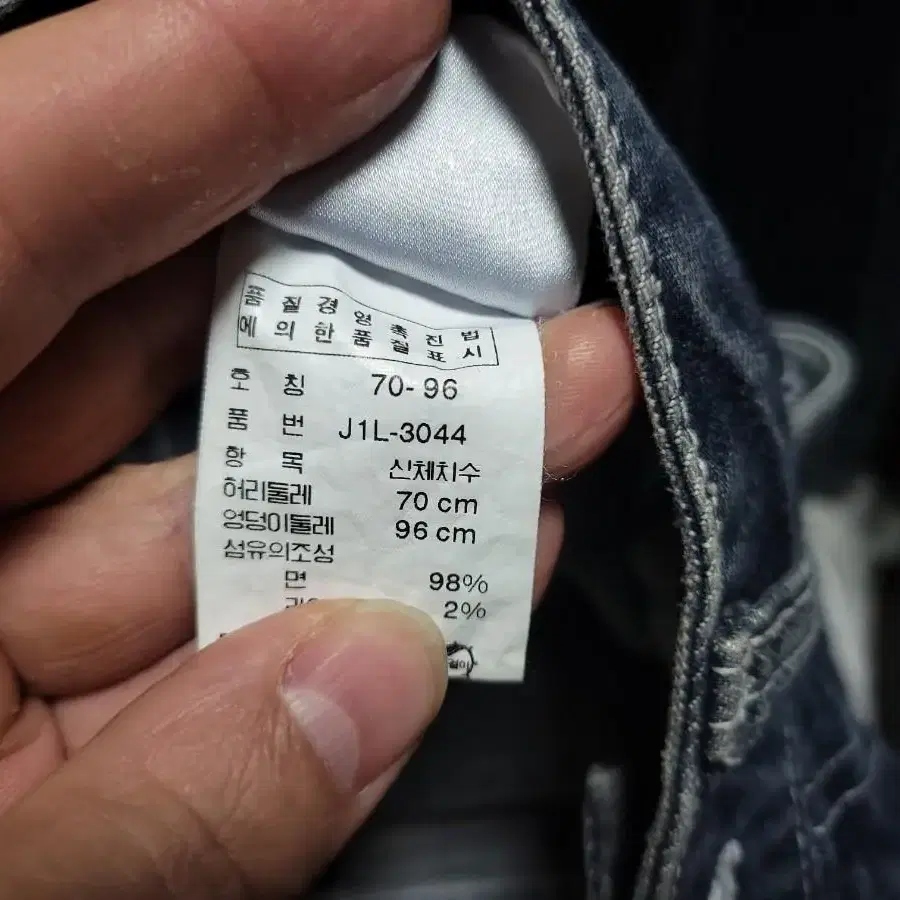 품질경영촉진법
에 의한 품질표시
호 칭 70-96
품 번 J1L-3044
항 목 신체치수
허리둘레 70 cm
엉덩이둘레 96 cm
섬유의조성
면 98%
2%
걸이